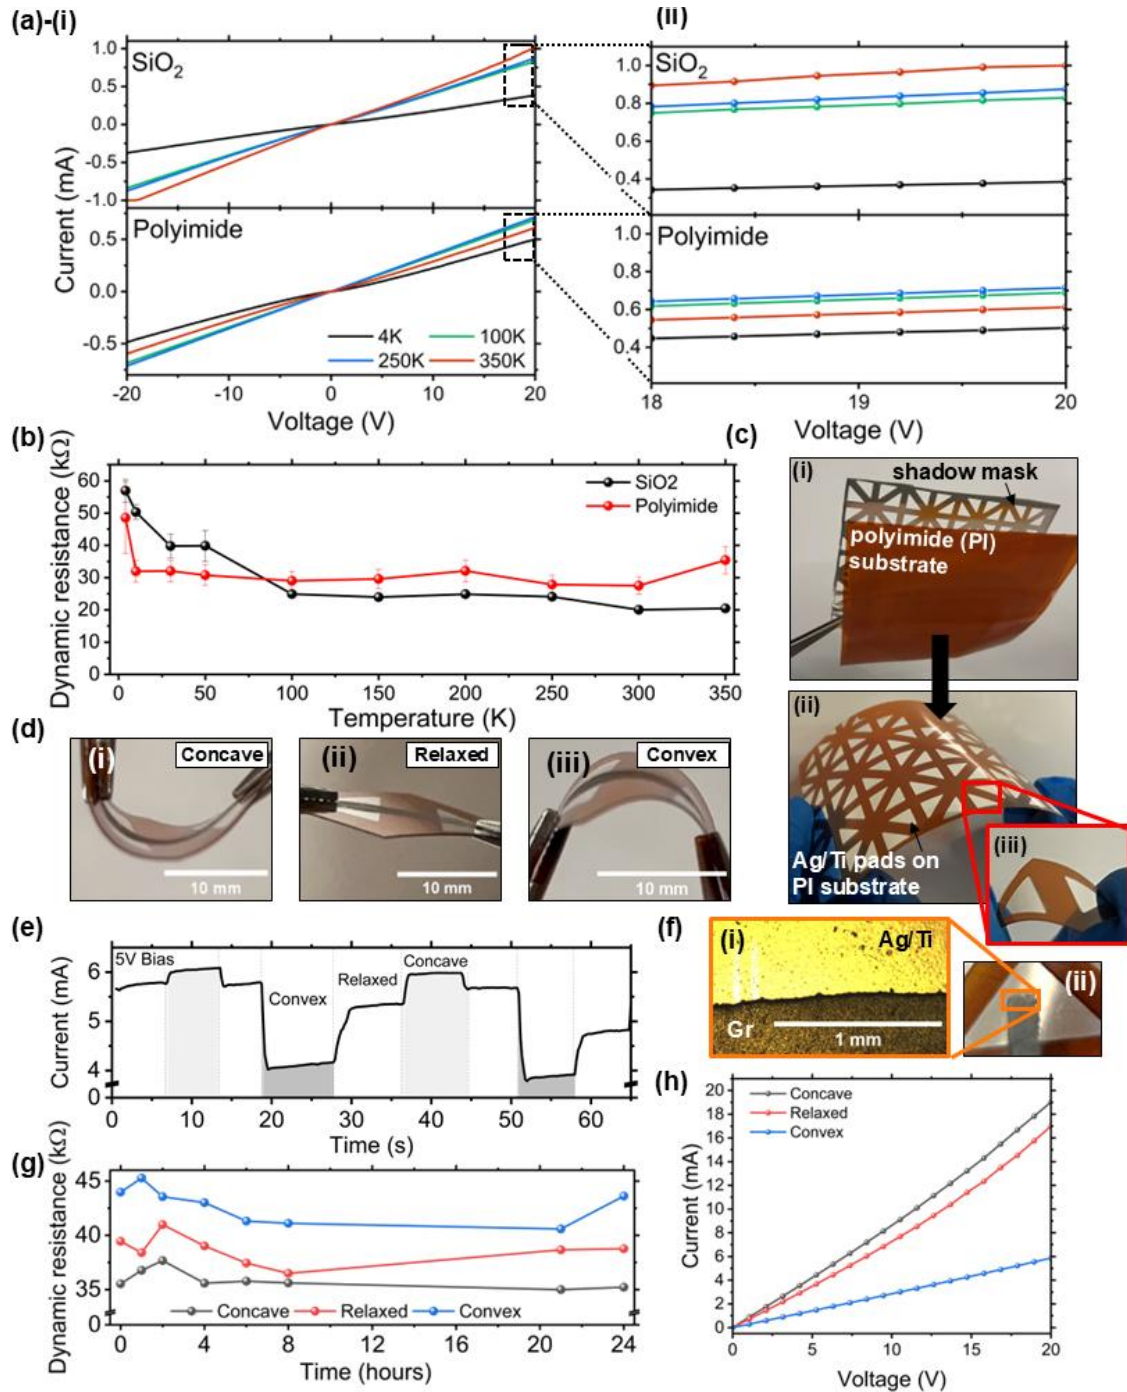 (a)-(i)
(ii)
SiO2
SiO2
1.0
0.5
0.0
-0.5
-1.0
1.0
0.8
0.6
0.4
Current (mA)
Polyimide
Polyimide
0.5
0.0
-0.5
1.0
0.8
0.6
0.4
4K 100K
250K 350K
-20 -10 0 10 20
18 19 20
Voltage (V)
Voltage (V)
(b)
Dynamic resistance (kΩ)
60
50
40
30
20
10
0
SiO2
Polyimide
0 50 100 150 200 250 300 350
Temperature (K)
(c)
(i)
shadow mask
polyimide (PI)
substrate
(ii)
Ag/Ti pads on
PI substrate
(iii)
(d)
(i) Concave
10 mm
(ii) Relaxed
10 mm
(iii) Convex
10 mm
(e)
Current (mA)
6
5
4
0
5V Bias
Convex
Relaxed
Concave
0 10 20 30 40 50 60
Time (s)
(f)
(i) Ag/Ti
Gr
1 mm
(ii)
(g)
Dynamic resistance (kΩ)
45
40
35
0
Concave Relaxed Convex
0 4 8 12 16 20 24
Time (hours)
(h)
Current (mA)
20
18
16
14
12
10
8
6
4
2
0
Concave
Relaxed
Convex
0 5 10 15 20
Voltage (V)